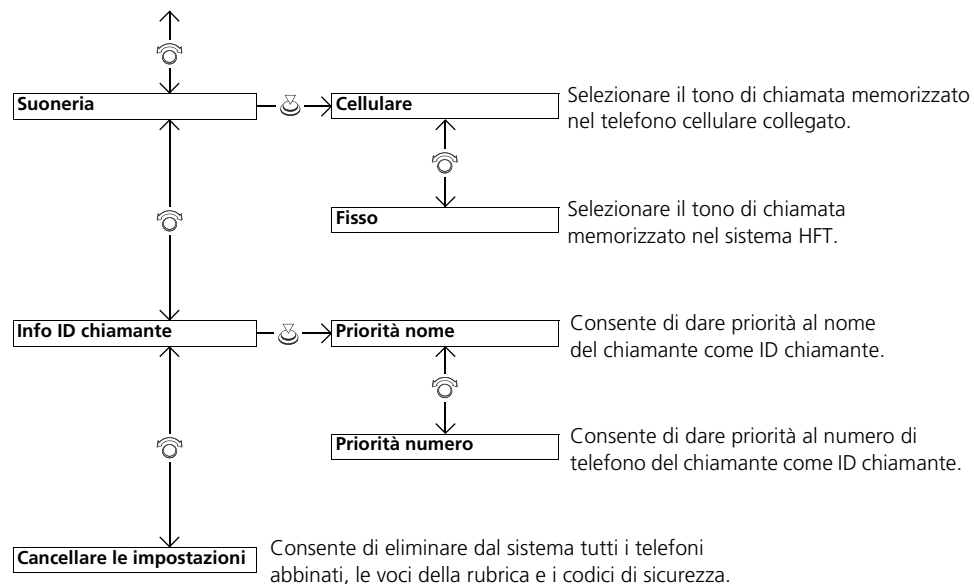 Suoneria
Cellulare
Selezionare il tono di chiamata memorizzato
nel telefono cellulare collegato.
Fisso
Selezionare il tono di chiamata
memorizzato nel sistema HFT.
Info ID chiamante
Priorità nome
Consente di dare priorità al nome
del chiamante come ID chiamante.
Priorità numero
Consente di dare priorità al numero di
telefono del chiamante come ID chiamante.
Cancellare le impostazioni
Consente di eliminare dal sistema tutti i telefoni
abbinati, le voci della rubrica e i codici di sicurezza.